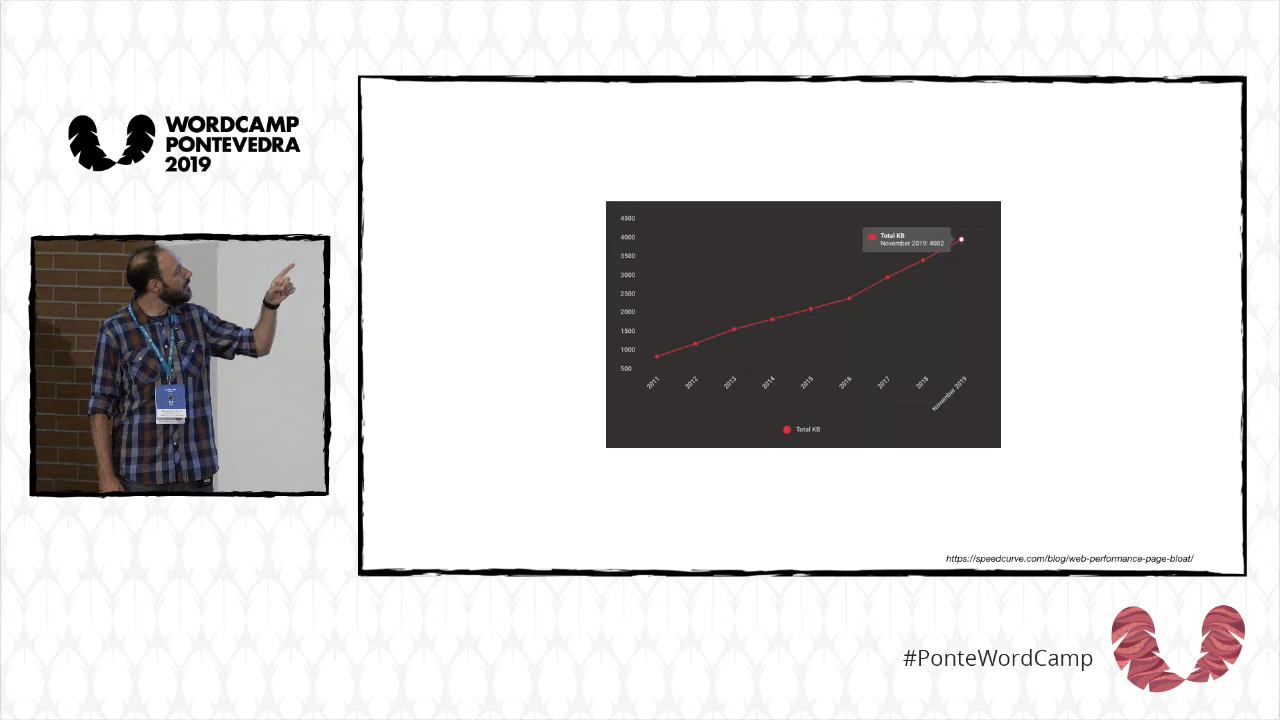 WORDCAMP
PONTEVEDRA
2019
4500
4000
3500
3000
2500
2000
1500
1000
500
Total KB
November 2019: 4082
2011
2012
2013
2014
2015
2016
2017
2018
November 2019
Total KB
https://speedcurve.com/blog/web-performance-page-bloat/
#PonteWordCamp